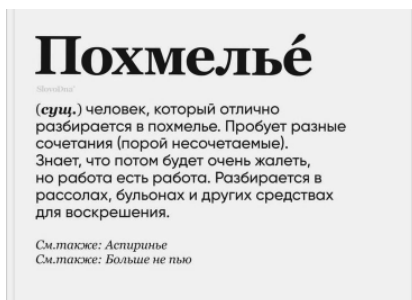 Похмелье́
(сущ.) человек, который отлично
разбирается в похмелье. Пробует разные
сочетания (порой несочетаемые).
Знает, что потом будет очень жалеть,
но работа есть работа. Разбирается в
рассолах, бульонах и других средствах
для воскрешения.
См.также: Аспиринье
См.также: Больше не пью